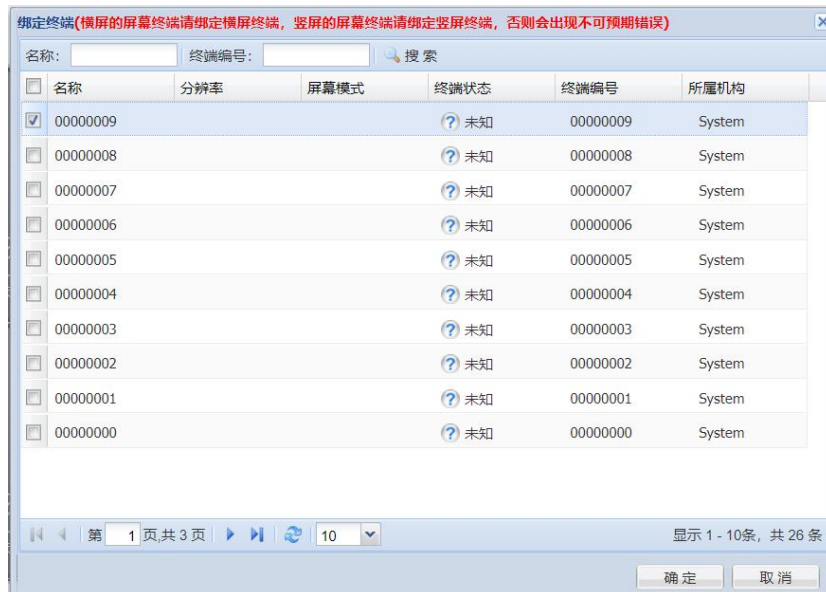 绑定终端(横屏的屏幕终端请绑定横屏终端，竖屏的屏幕终端请绑定竖屏终端，否则会出现不可预期错误)
名称： 终端编号： 搜 索
名称 分辨率 屏幕模式 终端状态 终端编号 所属机构
00000009 未知 00000009 System
00000008 未知 00000008 System
00000007 未知 00000007 System
00000006 未知 00000006 System
00000005 未知 00000005 System
00000004 未知 00000004 System
00000003 未知 00000003 System
00000002 未知 00000002 System
00000001 未知 00000001 System
00000000 未知 00000000 System
第 1 页,共 3 页 10 显示 1 - 10条，共 26 条
确 定 取 消